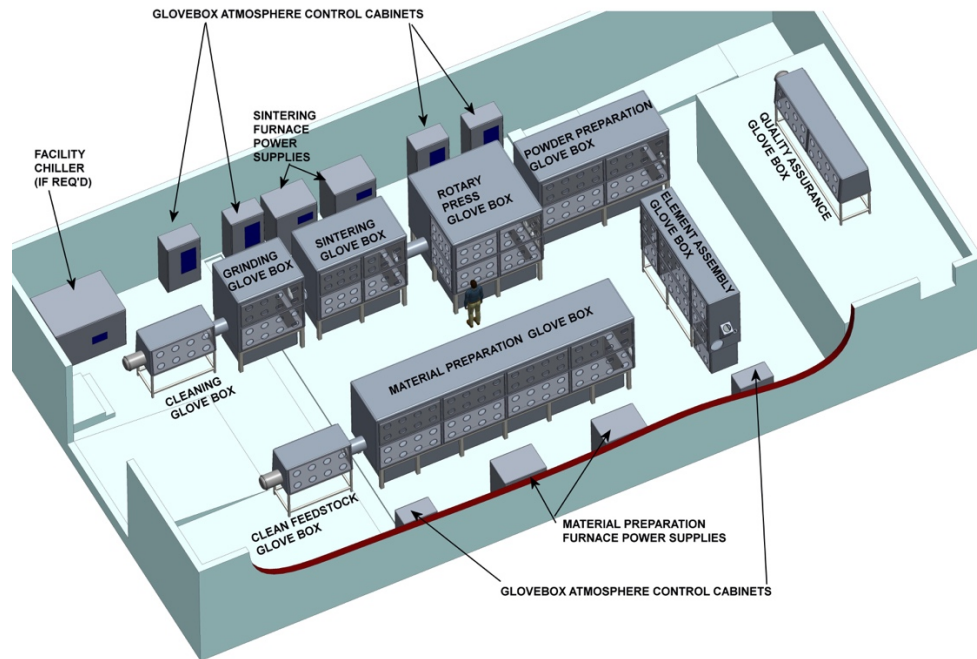 GLOVEBOX ATMOSPHERE CONTROL CABINETS
SINTERING
FURNACE
POWER
SUPPLIES
FACILITY
CHILLER
(IF REQ'D)
POWDER PREPARATION
GLOVE BOX
QUALITY ASSURANCE
GLOVE BOX
ROTARY
PRESS
GLOVE BOX
ELEMENT ASSEMBLY
GLOVE BOX
SINTERING
GLOVE BOX
GRINDING
GLOVE BOX
MATERIAL PREPARATION GLOVE BOX
CLEANING
GLOVE BOX
CLEAN FEEDSTOCK
GLOVE BOX
MATERIAL PREPARATION
FURNACE POWER SUPPLIES
GLOVEBOX ATMOSPHERE CONTROL CABINETS